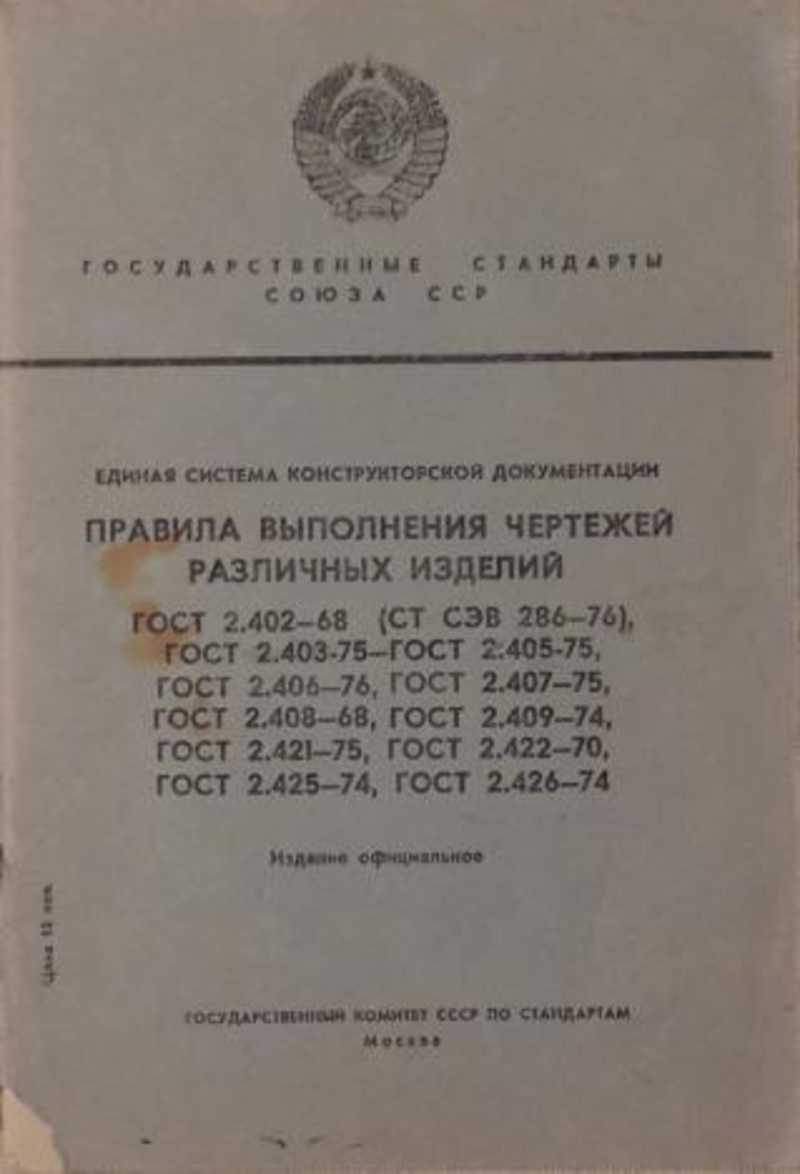 ГОСУДАРСТВЕННЫЕ СТАНДАРТЫ
СОЮЗА ССР
ЕДИНАЯ СИСТЕМА КОНСТРУКТОРСКОЙ ДОКУМЕНТАЦИИ
ПРАВИЛА ВЫПОЛНЕНИЯ ЧЕРТЕЖЕЙ
РАЗЛИЧНЫХ ИЗДЕЛИЙ
ГОСТ 2.402–68 (СТ СЭВ 286–76),
ГОСТ 2.403-75–ГОСТ 2.405-75,
ГОСТ 2.406–76, ГОСТ 2.407–75,
ГОСТ 2.408–68, ГОСТ 2.409–74,
ГОСТ 2.421–75, ГОСТ 2.422–70,
ГОСТ 2.425–74, ГОСТ 2.426–74
Издание официальное
Цена коп.
ГОСУДАРСТВЕННЫЙ КОМИТЕТ СССР ПО СТАНДАРТАМ
Москва